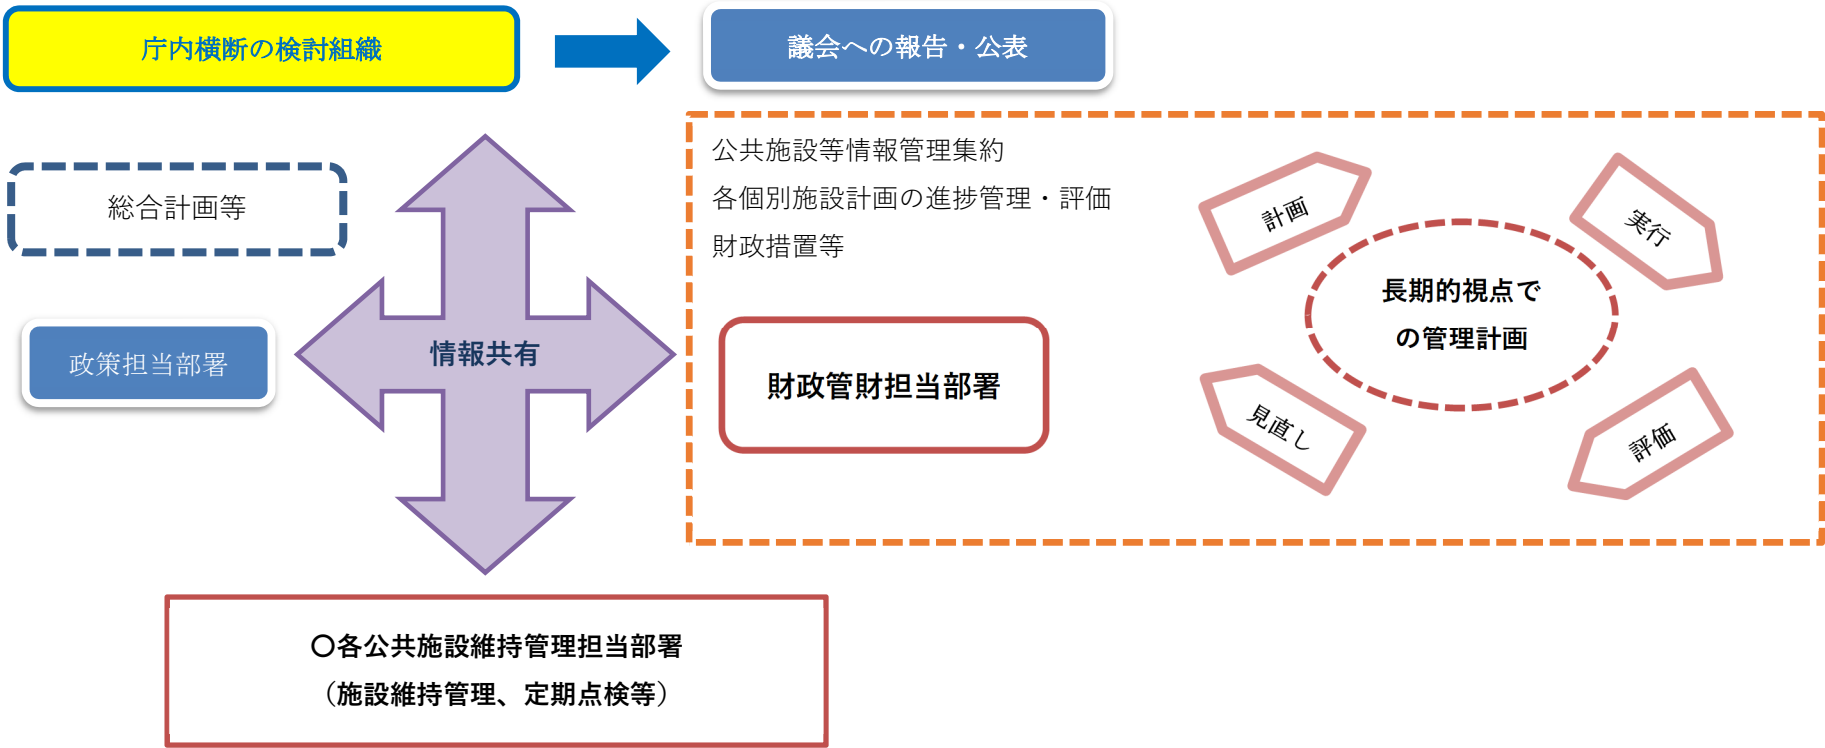 庁内横断の検討組織
議会への報告・公表
総合計画等
政策担当部署
情報共有
公共施設等情報管理集約
各個別施設計画の進捗管理・評価
財政措置等
財政管財担当部署
計画
実行
長期的視点で
の管理計画
見直し
評価
〇各公共施設維持管理担当部署
（施設維持管理、定期点検等）